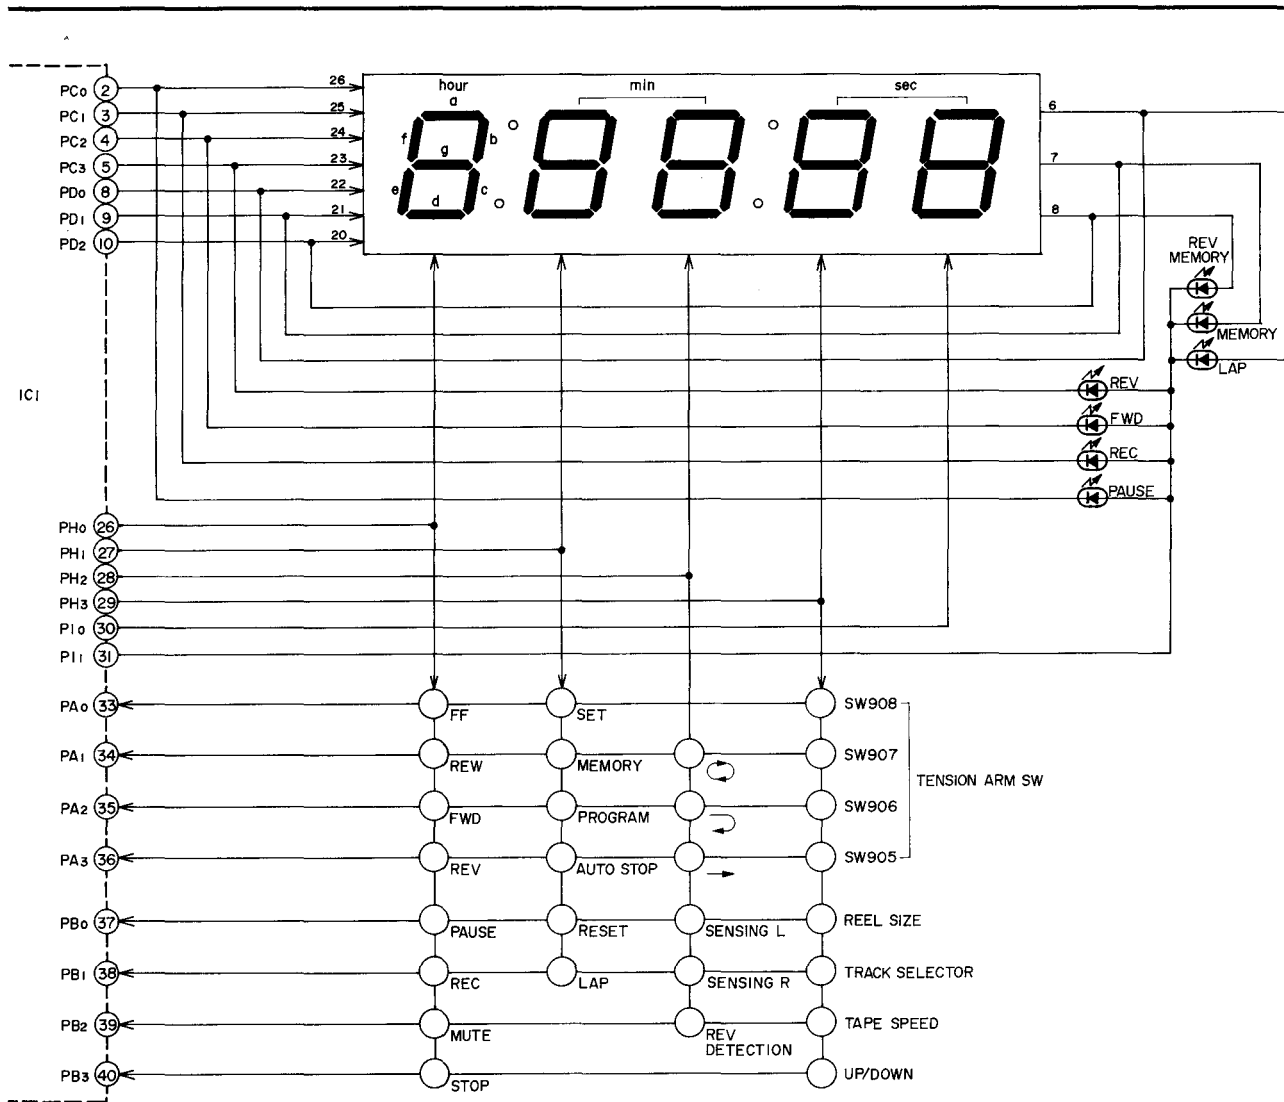 hour min sec
a
f b
g
e c
d
PC0 2 26 6
PC1 3 25
PC2 4 24
PC3 5 23 7
PD0 8 22
PD1 9 21 8
PD2 10 20
REV
MEMORY
MEMORY
LAP
IC1
REV
FWD
REC
PAUSE
PH0 26
PH1 27
PH2 28
PH3 29
PI0 30
PI1 31
PA0 33 FF SET SW908
PA1 34 REW MEMORY SW907
TENSION ARM SW
PA2 35 FWD PROGRAM SW906
PA3 36 REV AUTO STOP SW905
PB0 37 PAUSE RESET SENSING L REEL SIZE
PB1 38 REC LAP SENSING R TRACK SELECTOR
PB2 39 MUTE REV DETECTION TAPE SPEED
PB3 40 STOP UP/DOWN